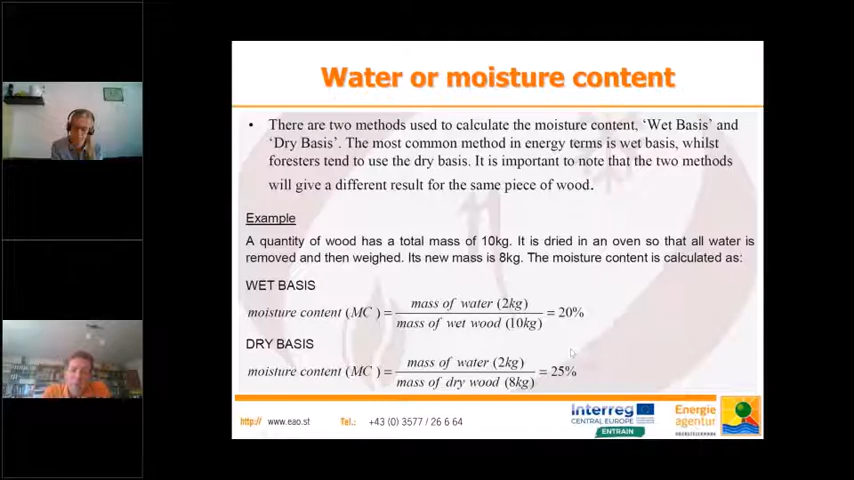 Water or moisture content
• There are two methods used to calculate the moisture content, ‘Wet Basis’ and
‘Dry Basis’. The most common method in energy terms is wet basis, whilst
foresters tend to use the dry basis. It is important to note that the two methods
will give a different result for the same piece of wood.
Example
A quantity of wood has a total mass of 10kg. It is dried in an oven so that all water is
removed and then weighed. Its new mass is 8kg. The moisture content is calculated as:
WET BASIS
moisture content (MC) = mass of water (2kg) / mass of wet wood (10kg) = 20%
DRY BASIS
moisture content (MC) = mass of water (2kg) / mass of dry wood (8kg) = 25%
http:// www.eao.st Tel.: +43 (0) 3577 / 26 6 64
Interreg
CENTRAL EUROPE
ENTRAIN
Energie
agentur
OBERSTEIERMARK